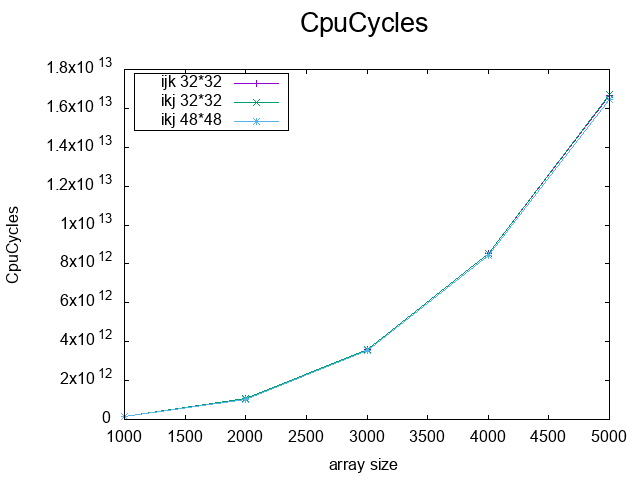 CpuCycles
1.8x10 13
1.6x10 13
1.4x10 13
1.2x10 13
1x10 13
8x10 12
6x10 12
4x10 12
2x10 12
0
ijk 32*32
ikj 32*32
ikj 48*48
CpuCycles
1000 1500 2000 2500 3000 3500 4000 4500 5000
array size